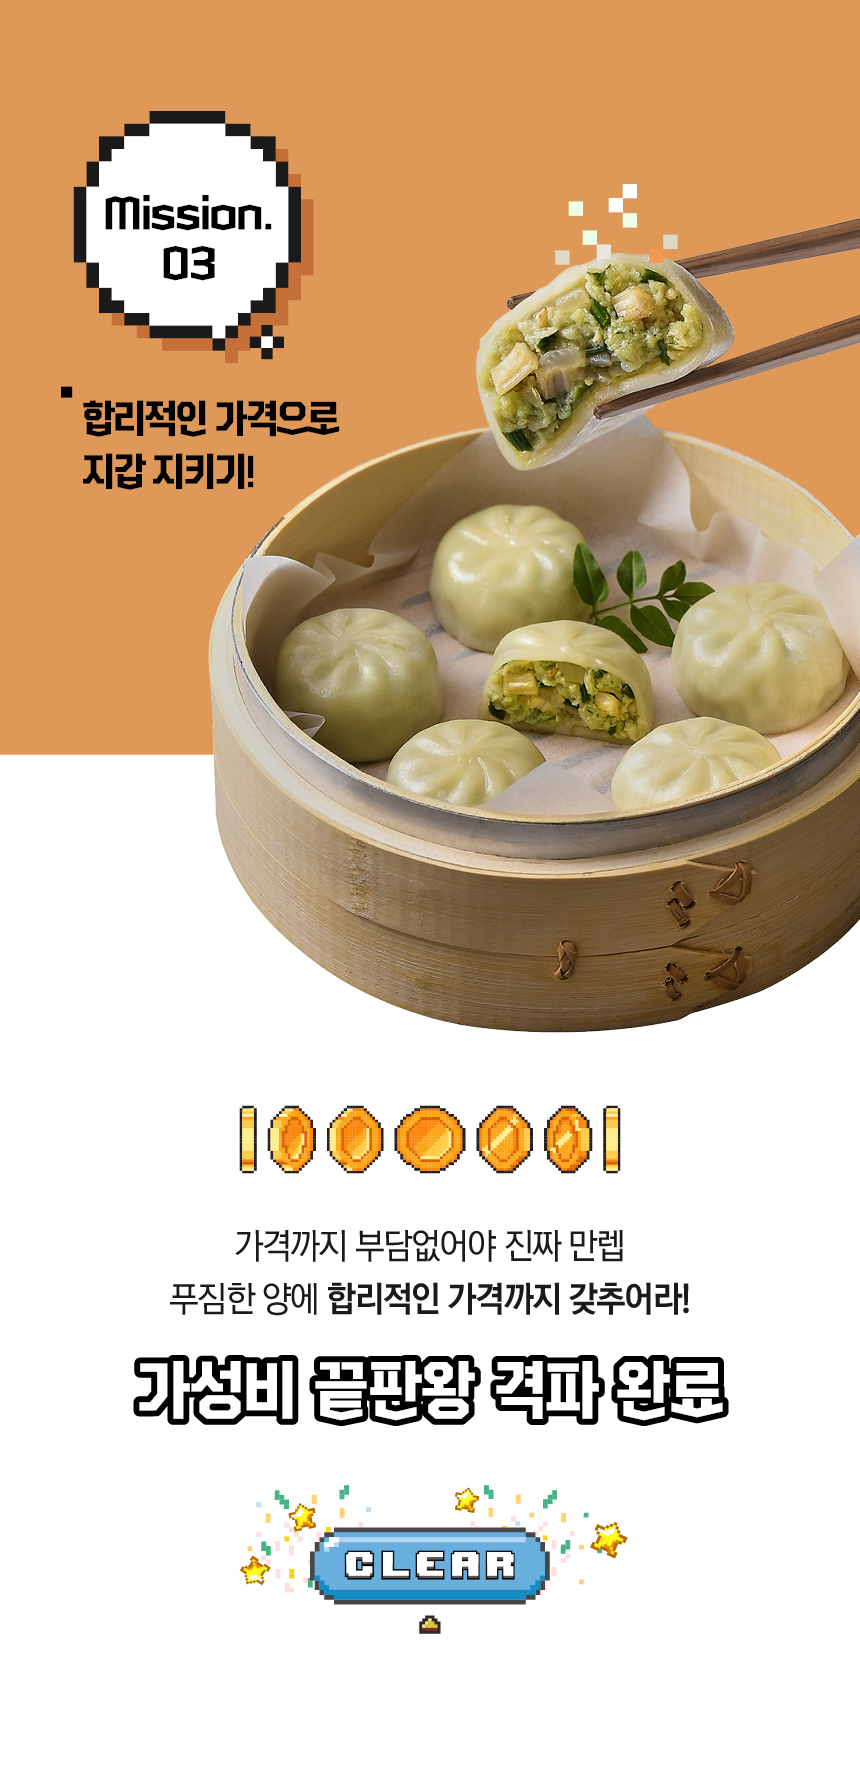 Mission.
03
합리적인 가격으로
지갑 지키기!
가격까지 부담없어야 진짜 만렙
푸짐한 양에 합리적인 가격까지 갖추어라!
가성비 끝판왕 격파 완료
CLEAR